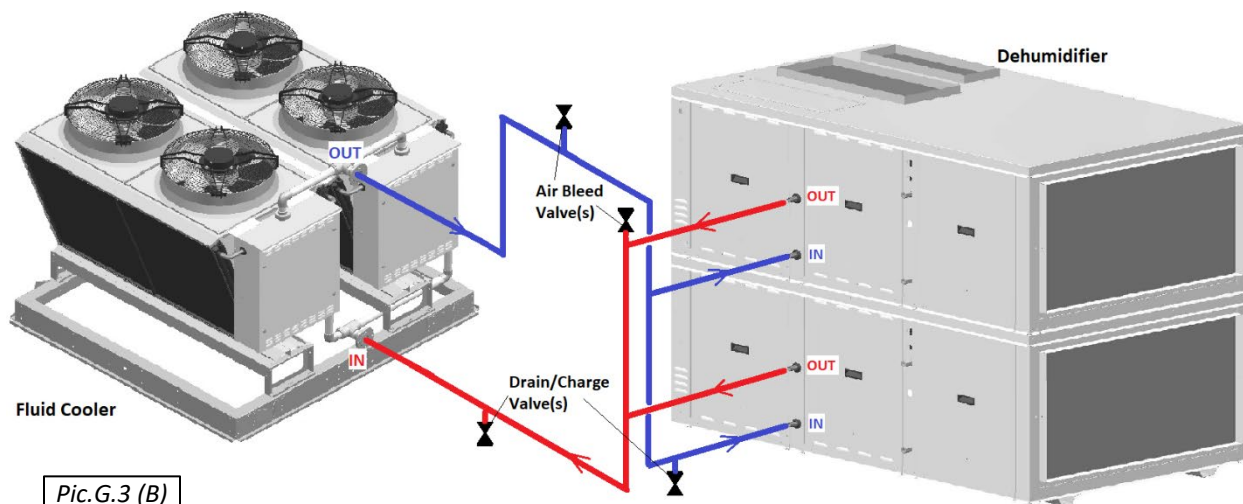 Dehumidifier
OUT
Air Bleed
Valve(s)
OUT
IN
IN
OUT
Drain/Charge
Valve(s)
IN
Fluid Cooler
Pic.G.3 (B)